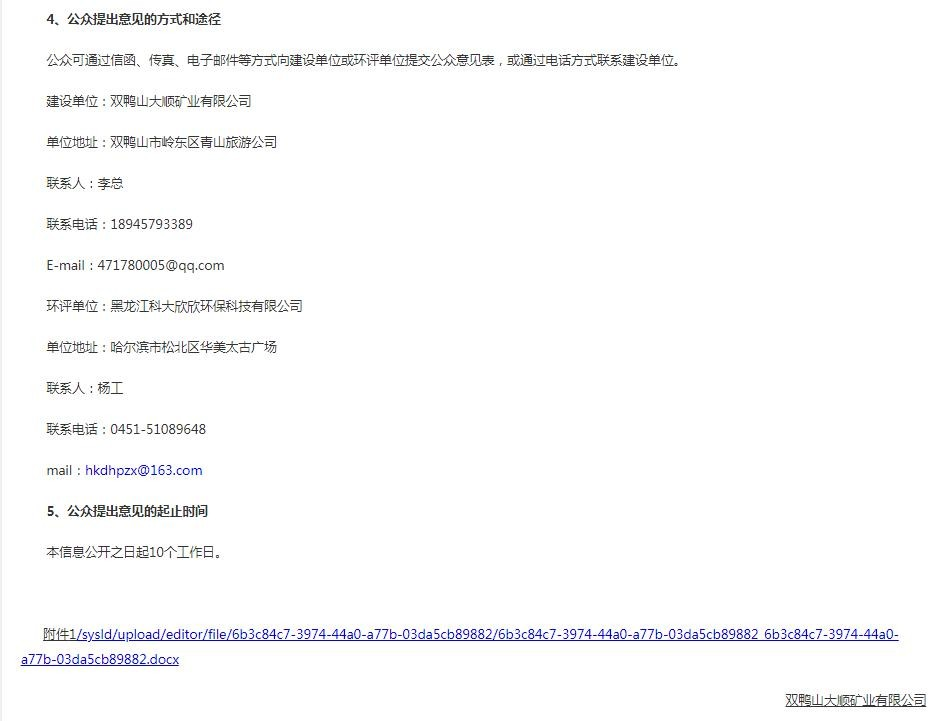 4、公众提出意见的方式和途径
公众可通过信函、传真、电子邮件等方式向建设单位或环评单位提交公众意见表，或通过电话方式联系建设单位。
建设单位：双鸭山大顺矿业有限公司
单位地址：双鸭山市岭东区青山旅游公司
联系人：李总
联系电话：18945793389
E-mail：471780005@qq.com
环评单位：黑龙江科大欣欣环保科技有限公司
单位地址：哈尔滨市松北区华美太古广场
联系人：杨工
联系电话：0451-51089648
mail：hkdhpzx@163.com
5、公众提出意见的起止时间
本信息公开之日起10个工作日。
附件1/sysld/upload/editor/file/6b3c84c7-3974-44a0-a77b-03da5cb89882/6b3c84c7-3974-44a0-a77b-03da5cb89882_6b3c84c7-3974-44a0-
a77b-03da5cb89882.docx
双鸭山大顺矿业有限公司